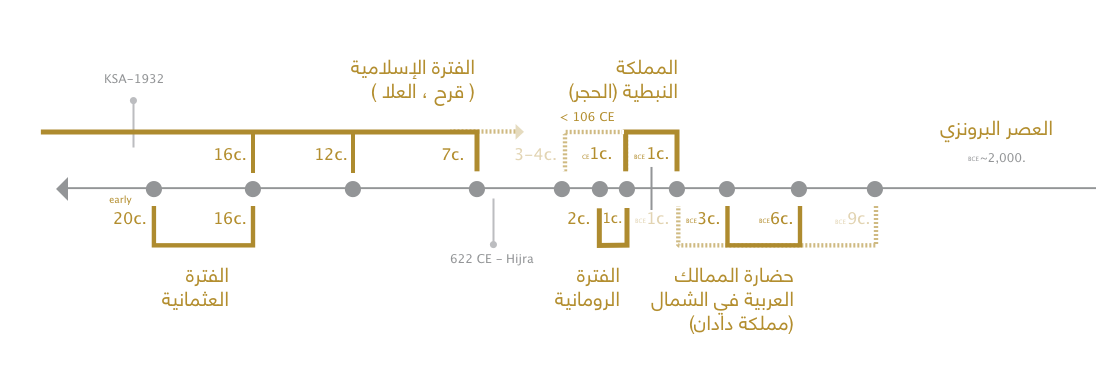 KSA-1932
الفترة الإسلامية
( قرح ، العلا )
المملكة
النبطية (الحجر)
< 106 CE
العصر البرونزي
BCE~2,000.
16c.
12c.
7c.
3-4c.
CE1c.
BCE1c.
early
20c.
16c.
2c.
1c.
BCE1c.
BCE3c.
BCE6c.
BCE9c.
622 CE - Hijra
الفترة
العثمانية
الفترة
الرومانية
حضارة الممالك
العربية في الشمال
(مملكة دادان)